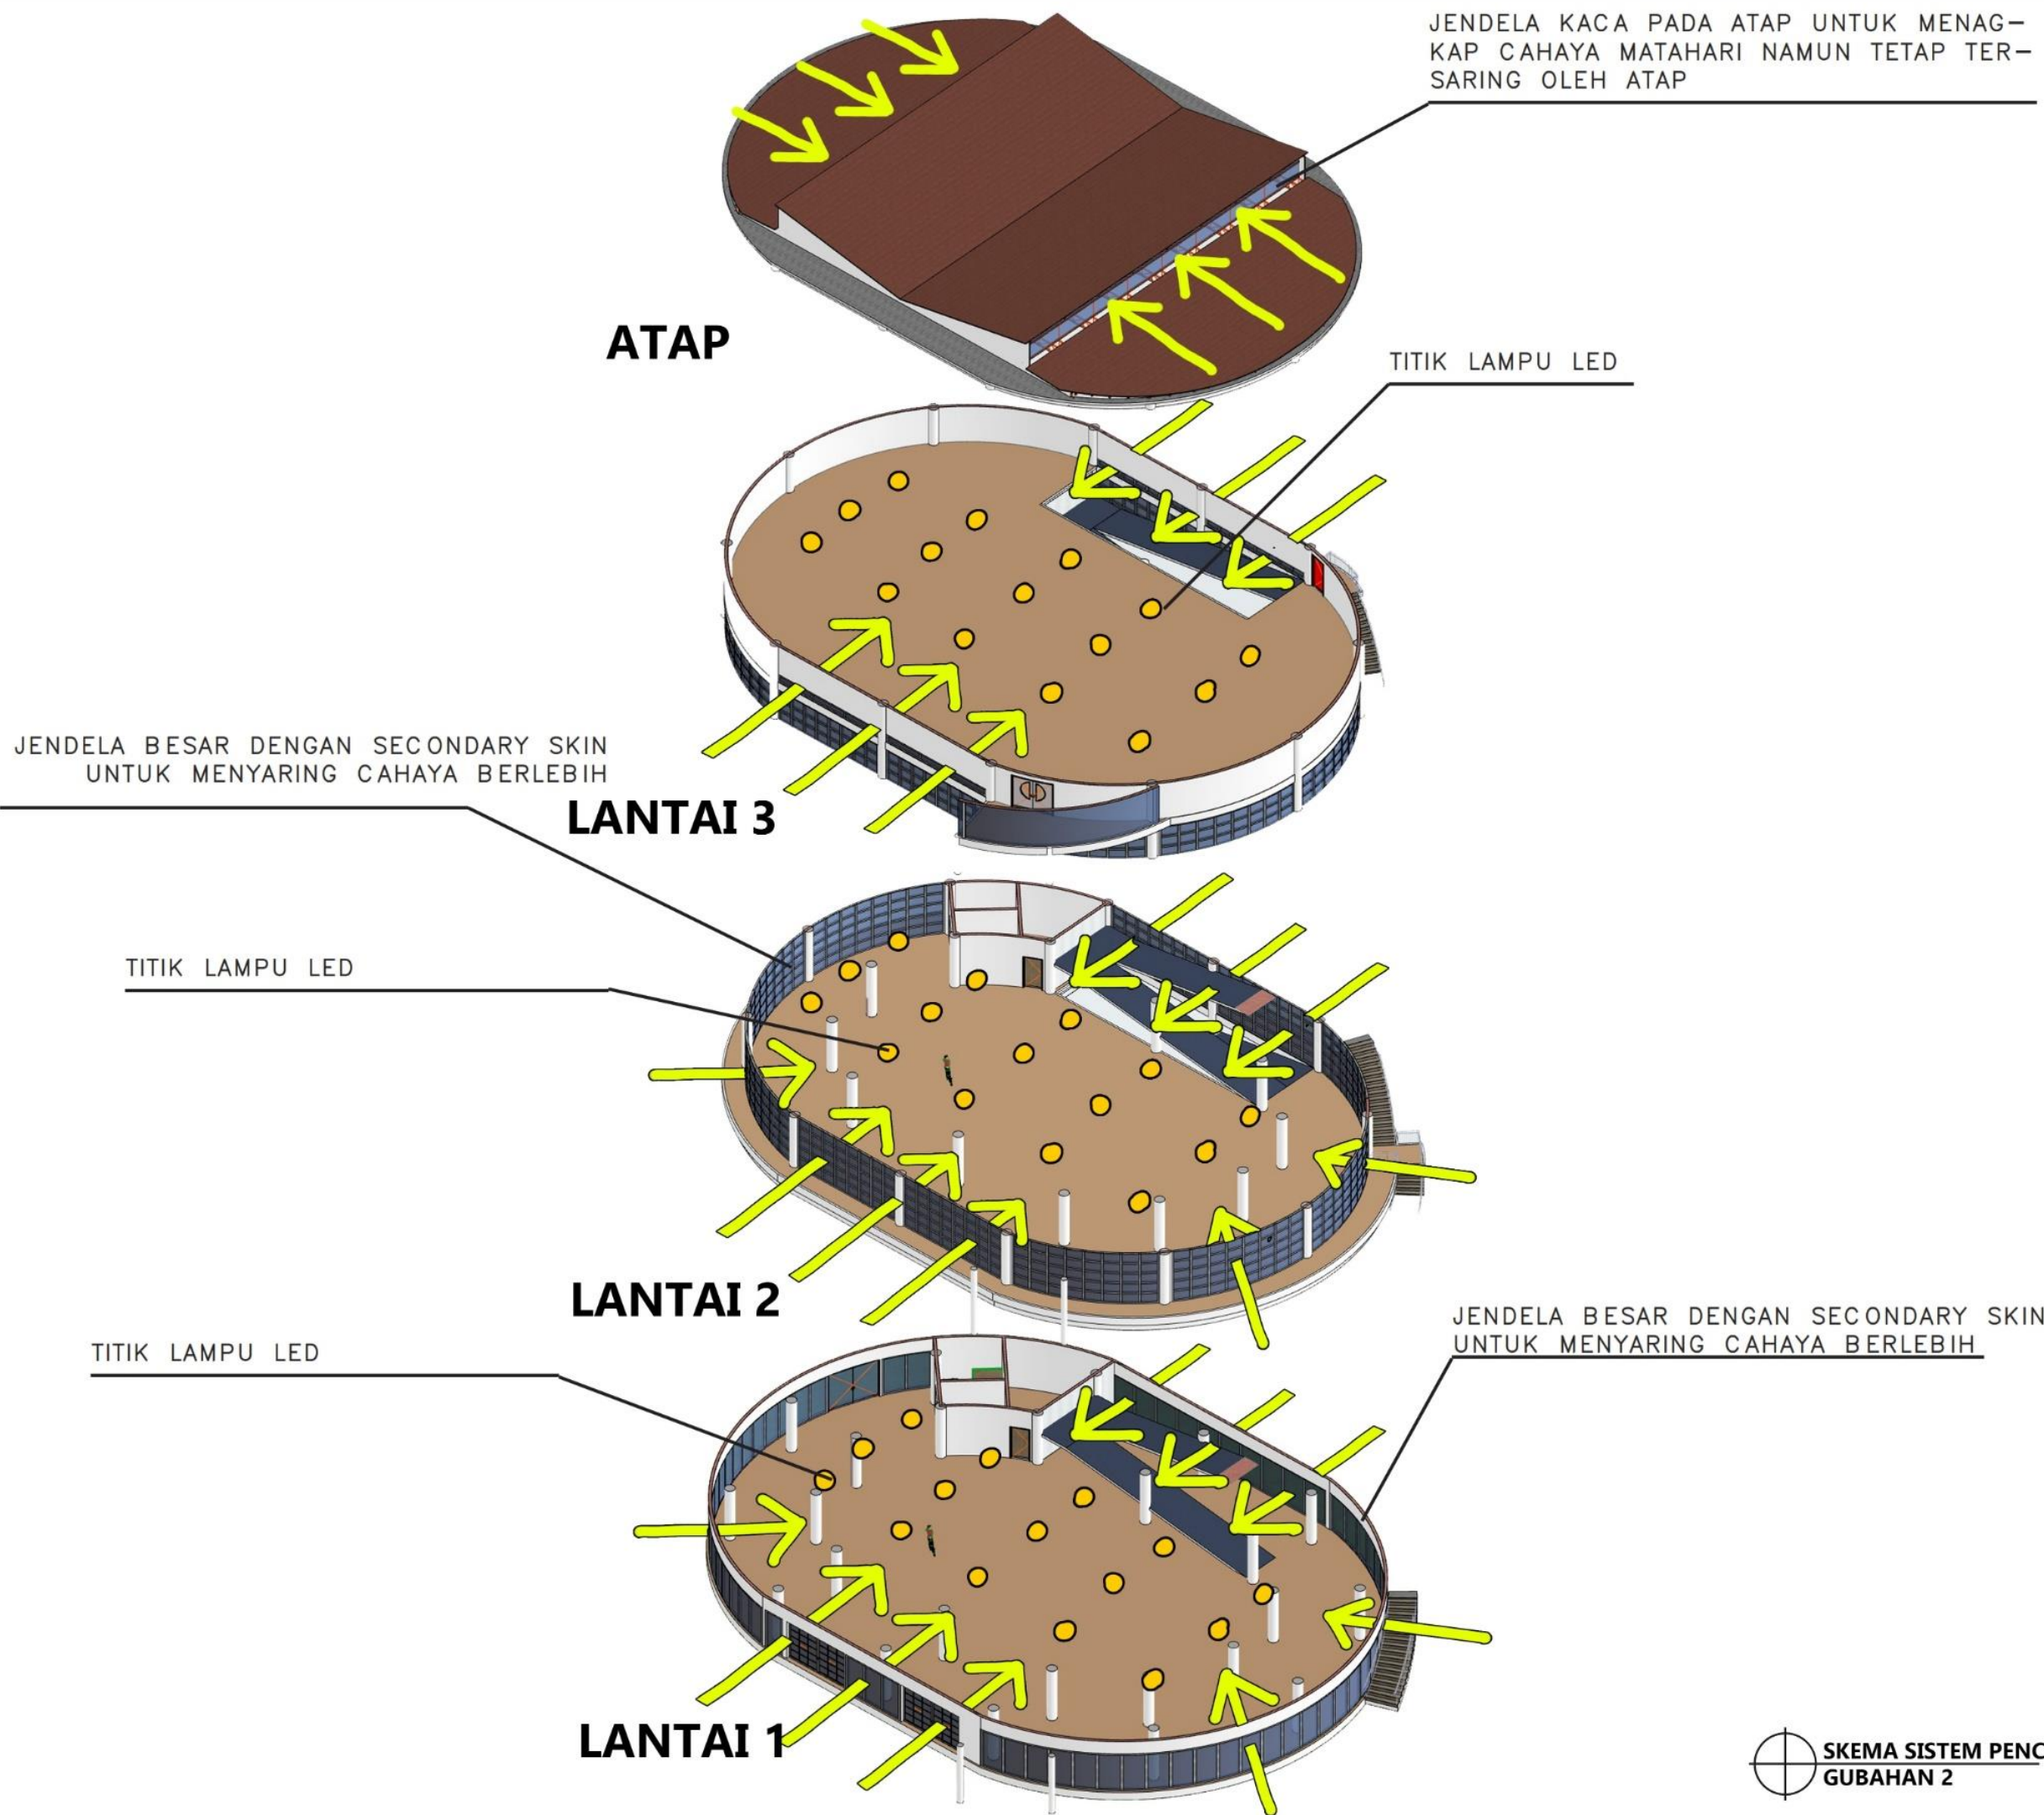 JENDELA KACA PADA ATAP UNTUK MENAG-
KAP CAHAYA MATAHARI NAMUN TETAP TER-
SARING OLEH ATAP
ATAP
TITIK LAMPU LED
JENDELA BESAR DENGAN SECONDARY SKIN
UNTUK MENYARING CAHAYA BERLEBIH
LANTAI 3
TITIK LAMPU LED
LANTAI 2
JENDELA BESAR DENGAN SECONDARY SKIN
UNTUK MENYARING CAHAYA BERLEBIH
TITIK LAMPU LED
LANTAI 1
SKEMA SISTEM PENC
GUBAHAN 2